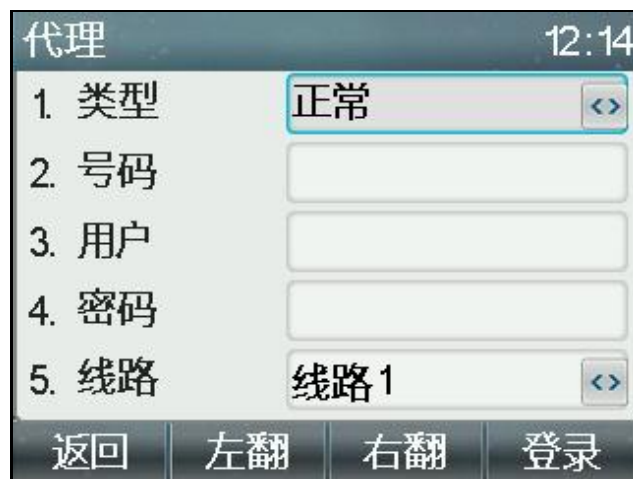 代理 12:14
1. 类型 正常
2. 号码
3. 用户
4. 密码
5. 线路 线路1
返回 左翻 右翻 登录